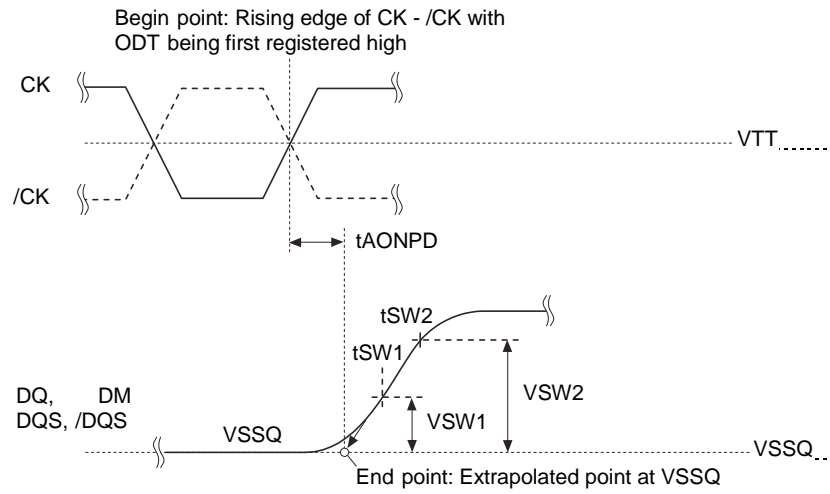 Begin point: Rising edge of CK - /CK with
ODT being first registered high
CK
VTT
/CK
tAONPD
tSW2
tSW1
DQ, DM
DQS, /DQS
VSW2
VSW1
VSSQ
VSSQ
End point: Extrapolated point at VSSQ